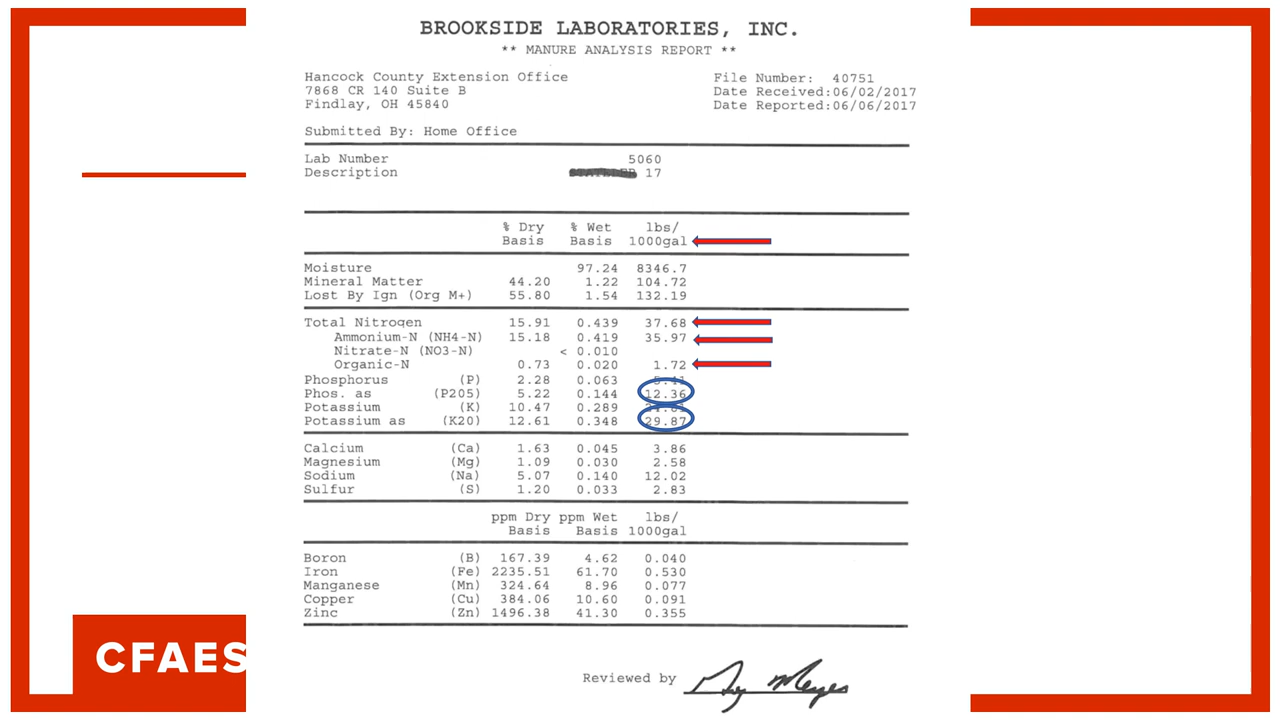 BROOKSIDE LABORATORIES, INC.
** MANURE ANALYSIS REPORT **
Hancock County Extension Office File Number: 40751
7868 CR 140 Suite B Date Received:06/02/2017
Findlay, OH 45840 Date Reported:06/06/2017
Submitted By: Home Office
Lab Number 5060
Description 17
% Dry % Wet lbs/
Basis Basis 1000gal
Moisture 97.24 8346.7
Mineral Matter 44.20 1.22 104.72
Lost By Ign (Org M+) 55.80 1.54 132.19
Total Nitrogen 15.91 0.439 37.68
Ammonium-N (NH4-N) 15.18 0.419 35.97
Nitrate-N (NO3-N) < 0.010
Organic-N 0.73 0.020 1.72
Phosphorus (P) 2.28 0.063
Phos. as (P205) 5.22 0.144 12.36
Potassium (K) 10.47 0.289
Potassium as (K20) 12.61 0.348 29.87
Calcium (Ca) 1.63 0.045 3.86
Magnesium (Mg) 1.09 0.030 2.58
Sodium (Na) 5.07 0.140 12.02
Sulfur (S) 1.20 0.033 2.83
ppm Dry ppm Wet lbs/
Basis Basis 1000gal
Boron (B) 167.39 4.62 0.040
Iron (Fe) 2235.51 61.70 0.530
Manganese (Mn) 324.64 8.96 0.077
Copper (Cu) 384.06 10.60 0.091
Zinc (Zn) 1496.38 41.30 0.355
CFAES
Reviewed by